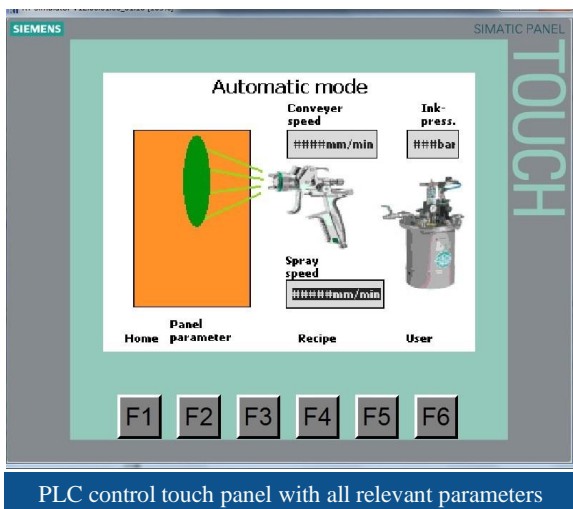 SIEMENS
SIMATIC PANEL
TOUCH
Automatic mode
Conveyer
speed
####mm/min
Ink-
press.
###bar
Spray
speed
#####mm/min
Home
Panel
parameter
Recipe
User
F1 F2 F3 F4 F5 F6
PLC control touch panel with all relevant parameters